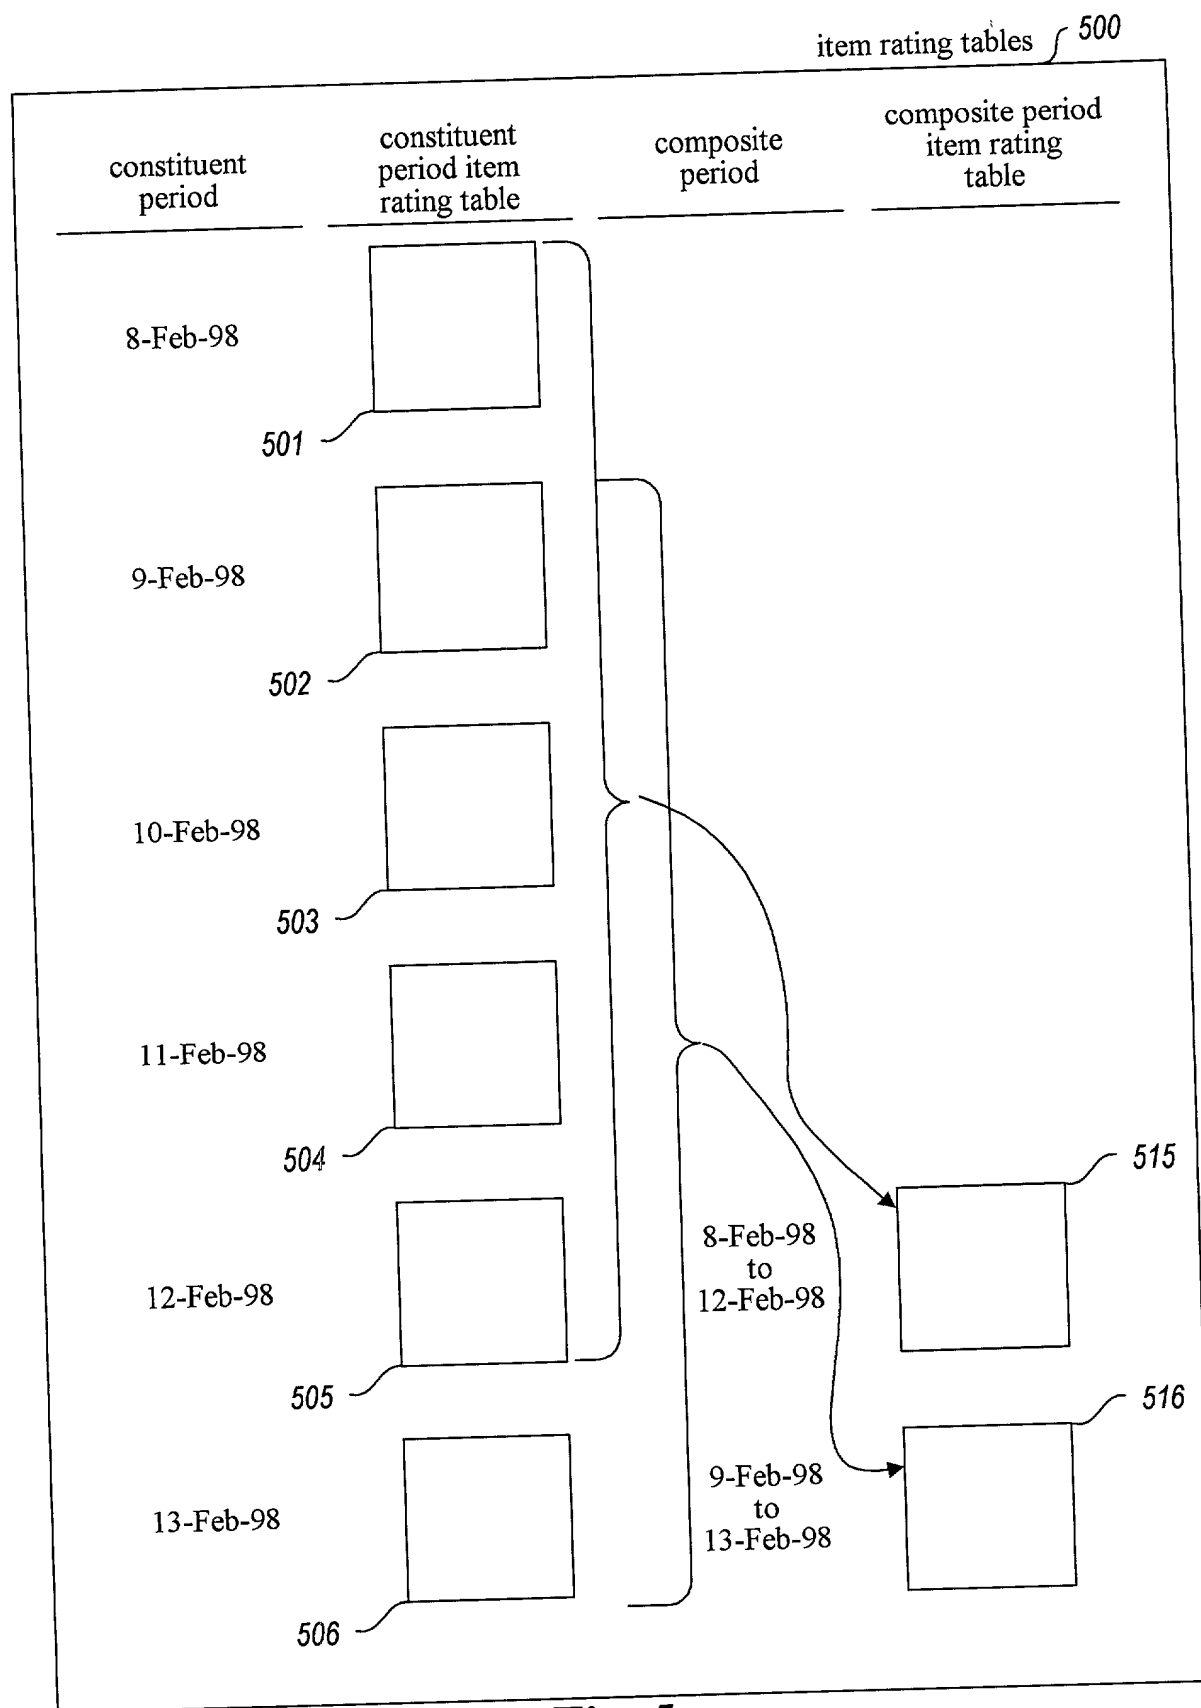 item rating tables 500
constituent
period
constituent
period item
rating table
composite
period
composite period
item rating
table
8-Feb-98
501
9-Feb-98
502
10-Feb-98
503
11-Feb-98
504
515
8-Feb-98
to
12-Feb-98
12-Feb-98
505
516
9-Feb-98
to
13-Feb-98
13-Feb-98
506